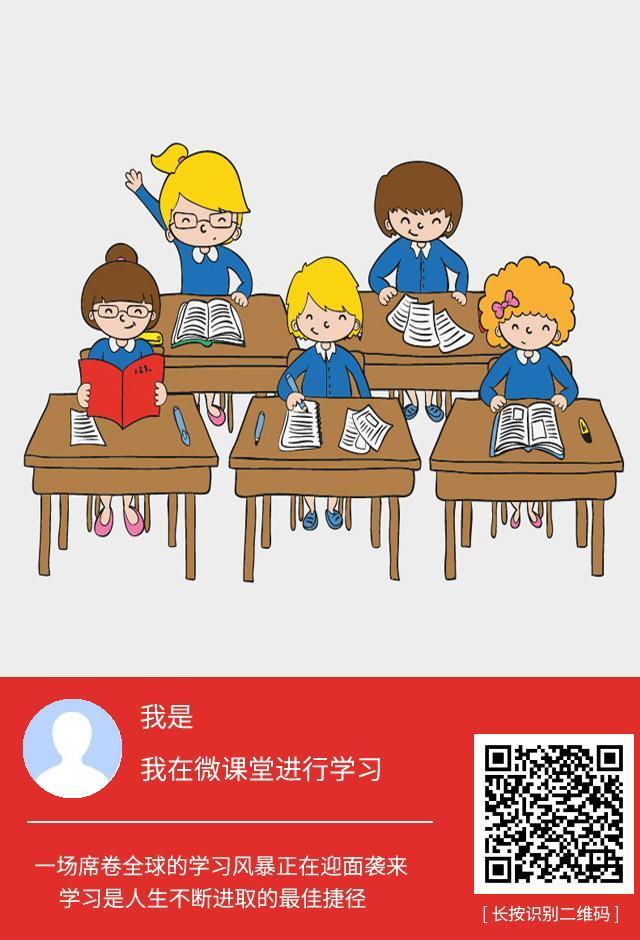 123,
我是
我在微课堂进行学习
一场席卷全球的学习风暴正在迎面袭来
学习是人生不断进取的最佳捷径
[ 长按识别二维码 ]